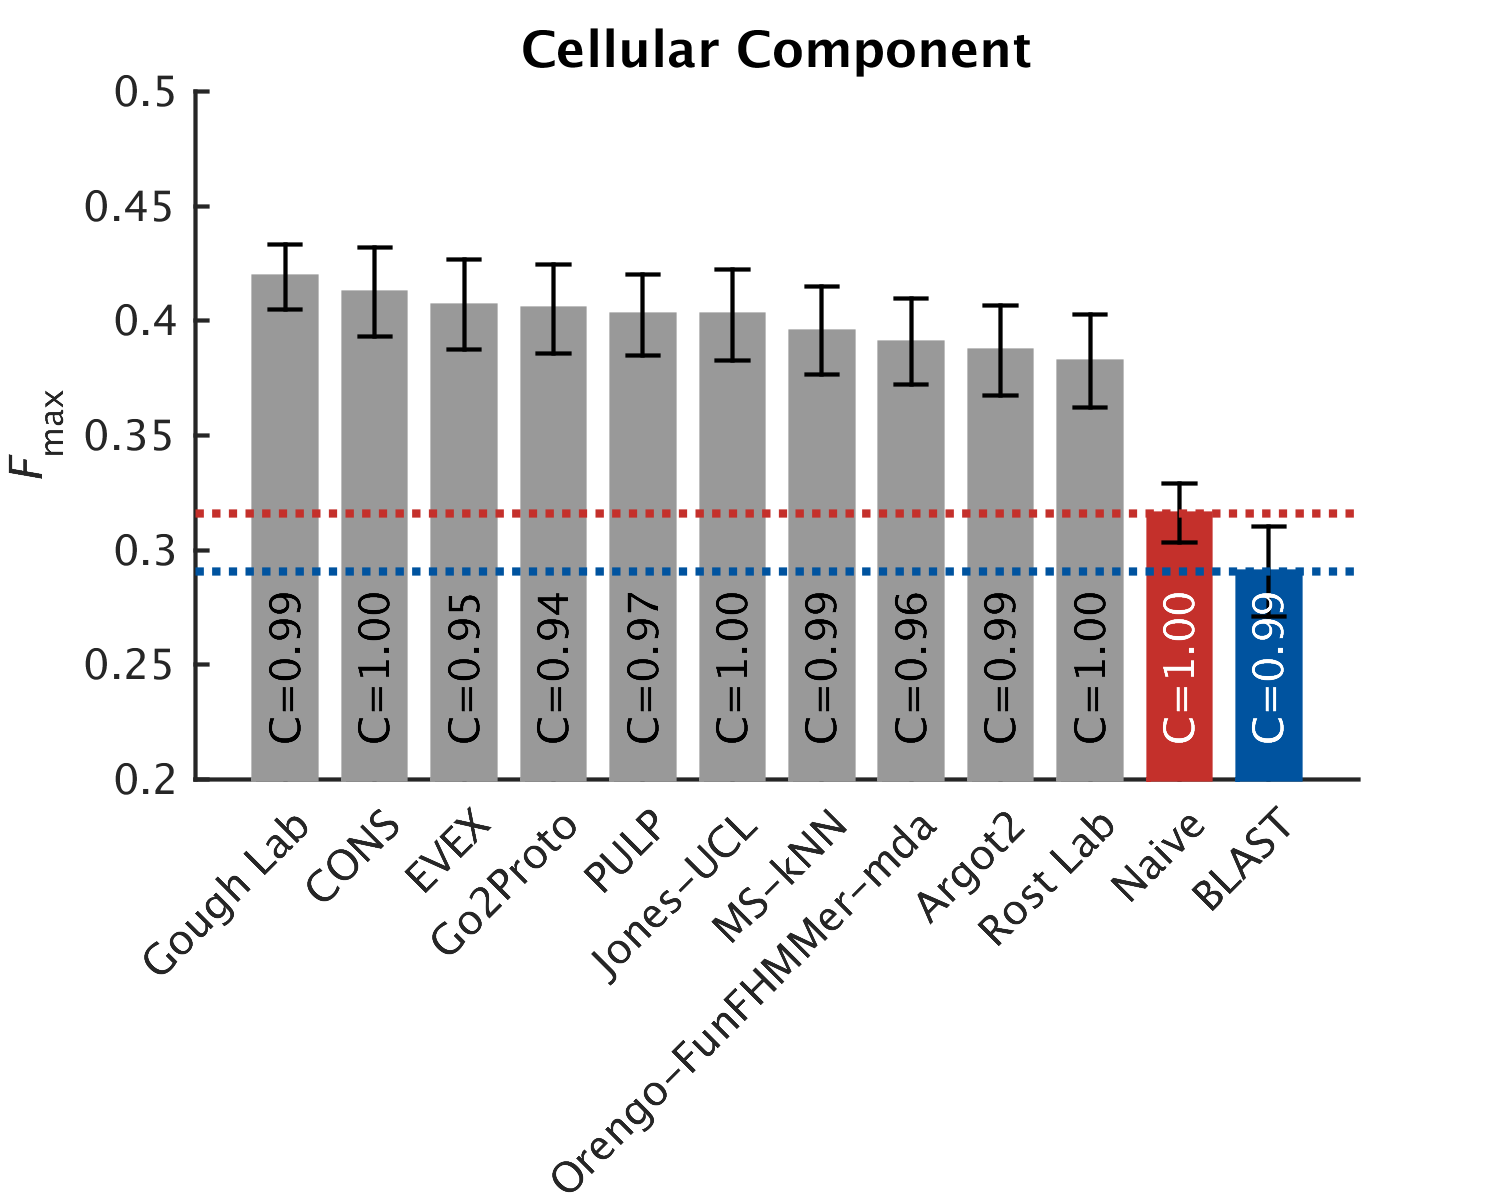 Cellular Component
0.5
0.45
0.4
0.35
0.3
0.25
0.2
Fmax
C=0.99
C=1.00
C=0.95
C=0.94
C=0.97
C=1.00
C=0.99
C=0.96
C=0.99
C=1.00
C=1.00
C=0.99
Gough Lab
CONS
EVEX
Go2Proto
PULP
Jones-UCL
MS-kNN
Orengo-FunFHMMer-mda
Argot2
Rost Lab
Naive
BLAST